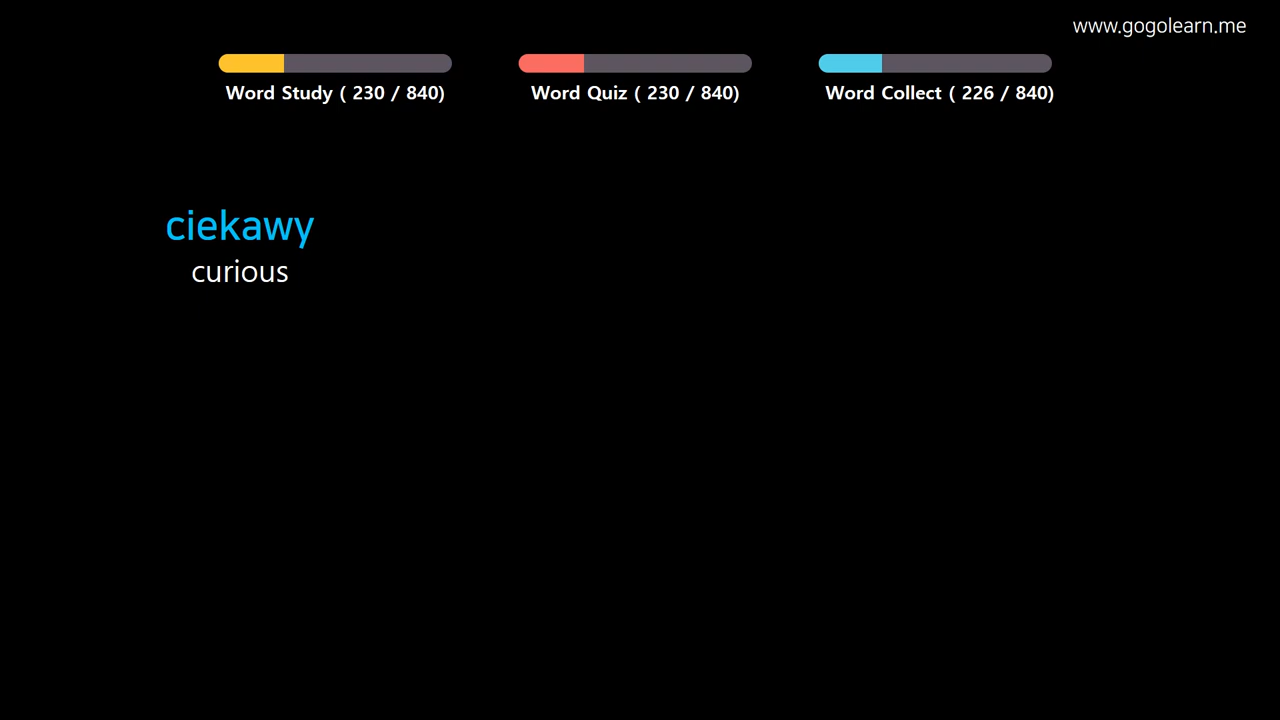 www.gogolearn.me
Word Study ( 230 / 840)
Word Quiz ( 230 / 840)
Word Collect ( 226 / 840)
ciekawy
curious